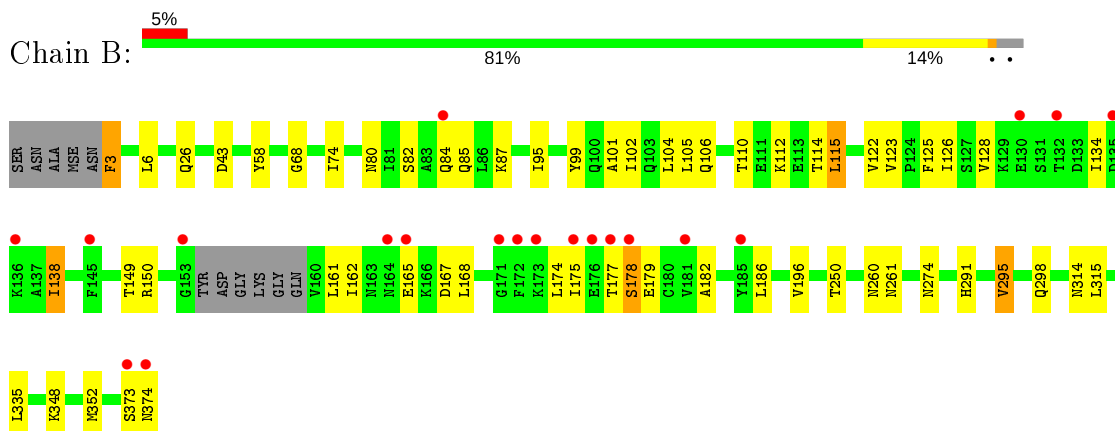 5%
Chain B:
81% 14% • •
SER ASN ALA MSE ASN F3 L6 Q26 D43 Y58 G68 I74 N80 I81 S82 A83 Q84 Q85 L86 K87 I95 Y99 Q100 A101 I102 Q103 L104 L105 Q106 T110 E111 K112 E113 T114 L115 V122 V123 P124 F125 I126 S127 V128 K129 E130 S131 T132 D133 I134 D135
K136 A137 I138 F145 T149 R150 G153 TYR ASP GLY LYS GLY GLN V160 L161 I162 N163 N164 E165 K166 D167 L168 G171 F172 K173 L174 I175 E176 T177 S178 E179 C180 V181 A182 Y185 L186 V196 T250 N260 N261 N274 H291 V295 Q298 N314 L315
L335 K348 M352 S373 N374